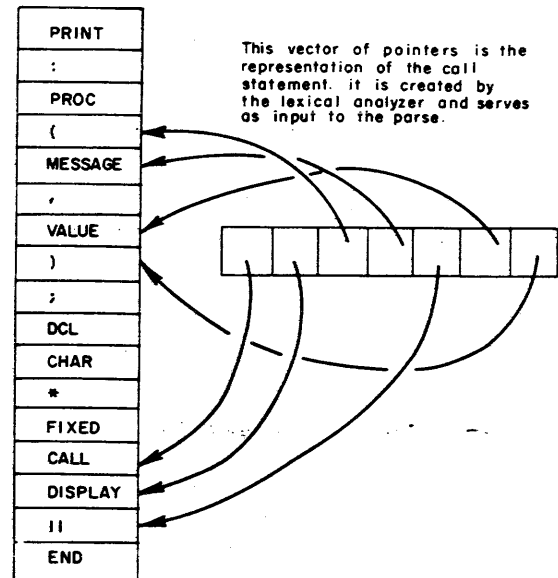 PRINT
:
PROC
(
MESSAGE
,
VALUE
)
;
DCL
CHAR
*
FIXED
CALL
DISPLAY
||
END
This vector of pointers is the
representation of the call
statement. it is created by
the lexical analyzer and serves
as input to the parse.